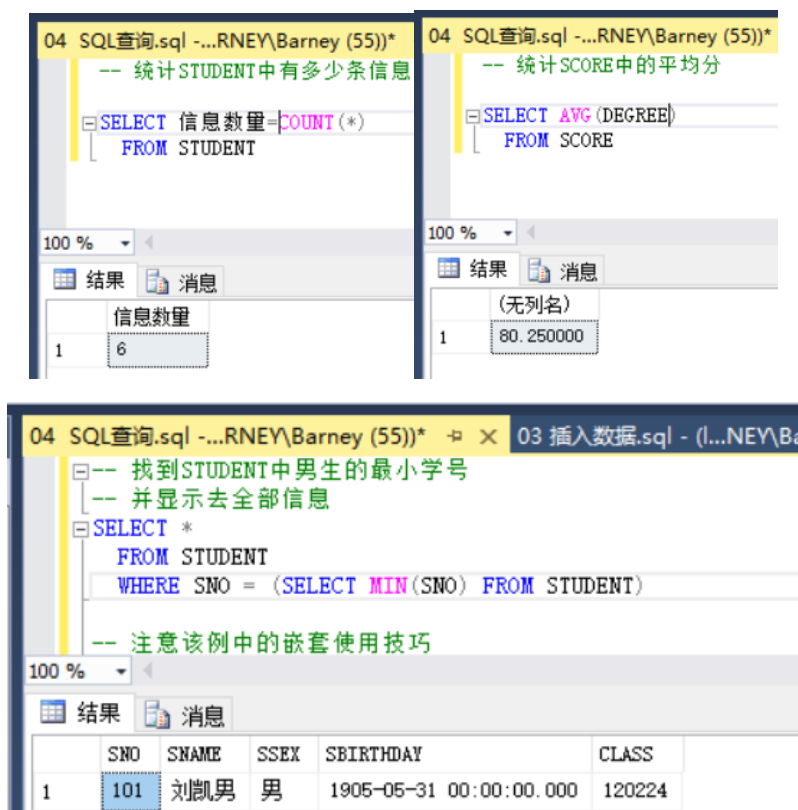 04 SQL查询.sql -...RNEY\Barney (55))*
-- 统计STUDENT中有多少条信息
SELECT 信息数量=COUNT(*)
FROM STUDENT
100 %
结果 消息
信息数量
1 6
04 SQL查询.sql -...RNEY\Barney (55))*
-- 统计SCORE中的平均分
SELECT AVG(DEGREE)
FROM SCORE
100 %
结果 消息
(无列名)
1 80.250000
04 SQL查询.sql -...RNEY\Barney (55))* 03 插入数据.sql - (l...NEY\Ba
-- 找到STUDENT中男生的最小学号
-- 并显示去全部信息
SELECT *
FROM STUDENT
WHERE SNO = (SELECT MIN(SNO) FROM STUDENT)
-- 注意该例中的嵌套使用技巧
100 %
结果 消息
SNO SNAME SSEX SBIRTHDAY CLASS
1 101 刘凯男 男 1905-05-31 00:00:00.000 120224